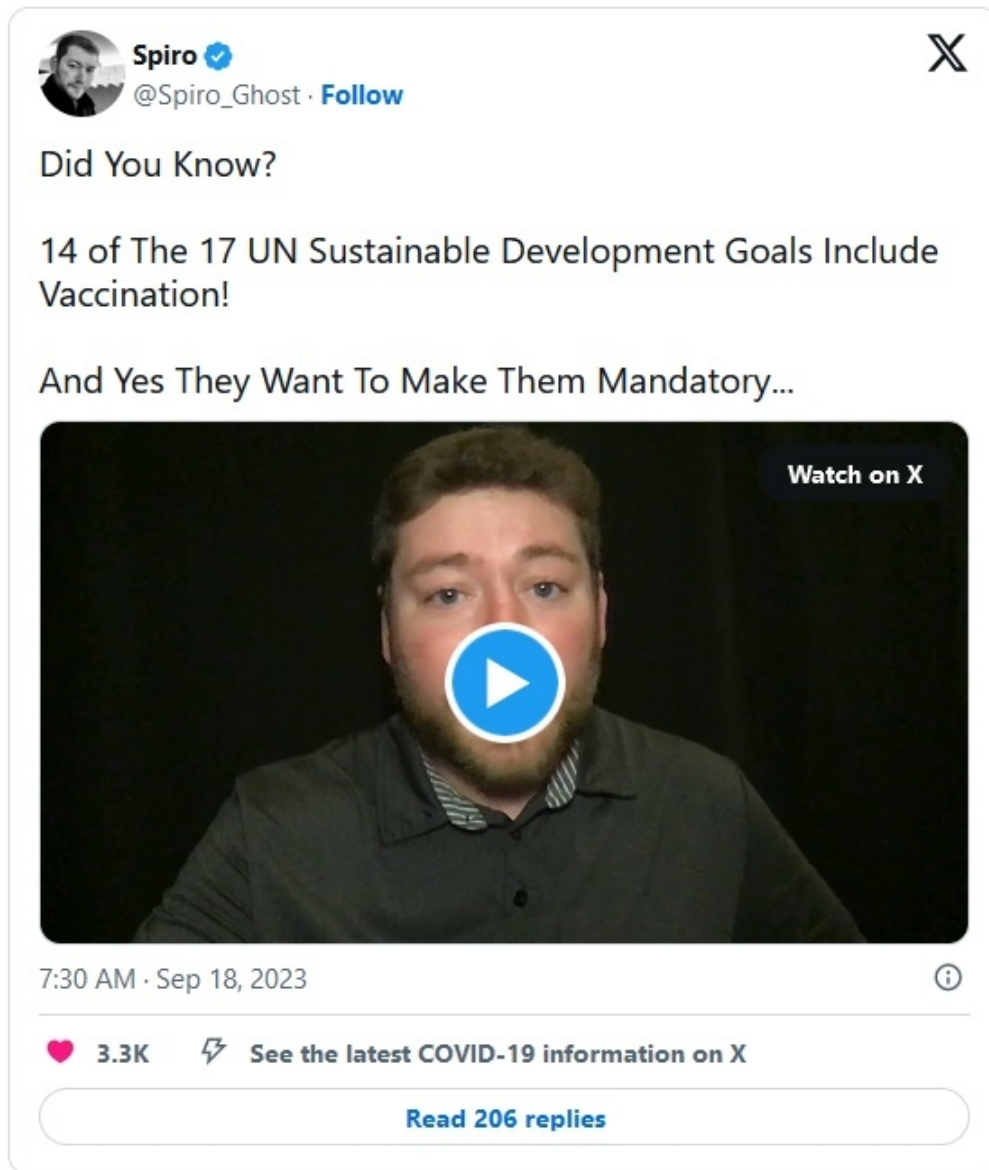 Spiro
@Spiro_Ghost · Follow
Did You Know?
14 of The 17 UN Sustainable Development Goals Include
Vaccination!
And Yes They Want To Make Them Mandatory...
Watch on X
7:30 AM · Sep 18, 2023
3.3K See the latest COVID-19 information on X
Read 206 replies